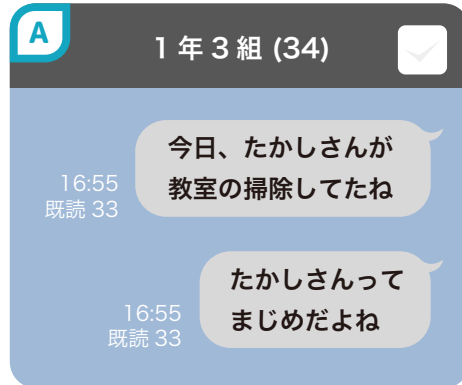 A
1年3組 (34)
今日、たかしさんが
教室の掃除してたね
16:55
既読 33
たかしさんって
まじめだよね
16:55
既読 33